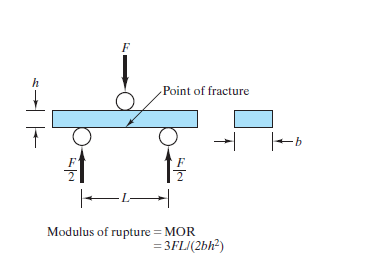 F
h
Point of fracture
b
F
2
F
2
L
Modulus of rupture = MOR
= 3FL/(2bh²)